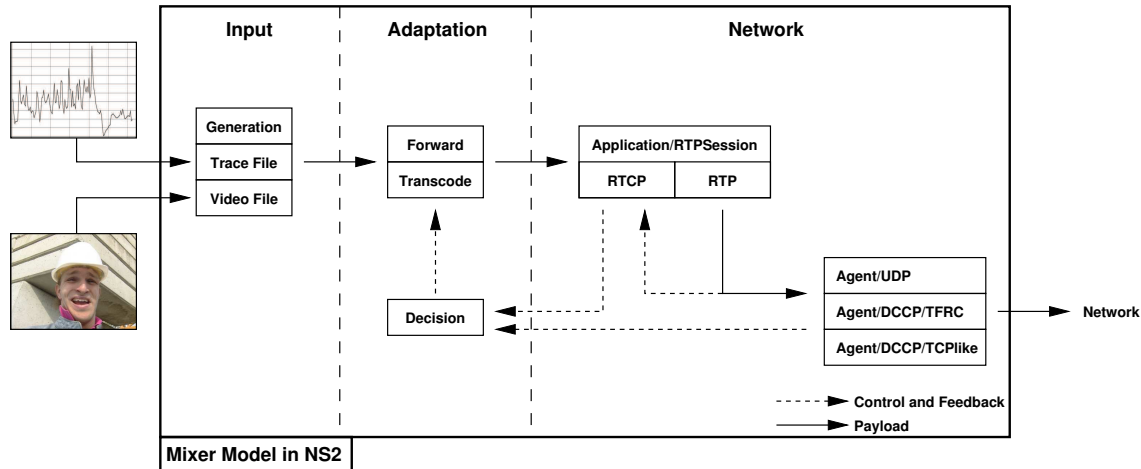 Input
Adaptation
Network
Generation
Trace File
Video File
Forward
Transcode
Decision
Application/RTPSession
RTCP
RTP
Agent/UDP
Agent/DCCP/TFRC
Agent/DCCP/TCPlike
Network
Control and Feedback
Payload
Mixer Model in NS2